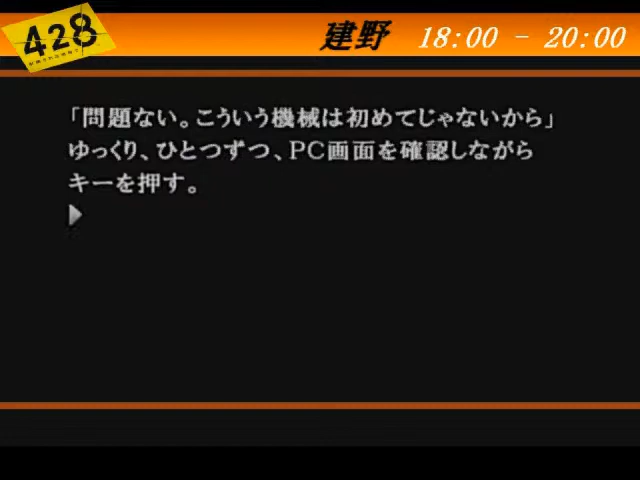 428
建野 18:00 - 20:00
「問題ない。こういう機械は初めてじゃないから」
ゆっくり、ひとつずつ、PC画面を確認しながら
キーを押す。